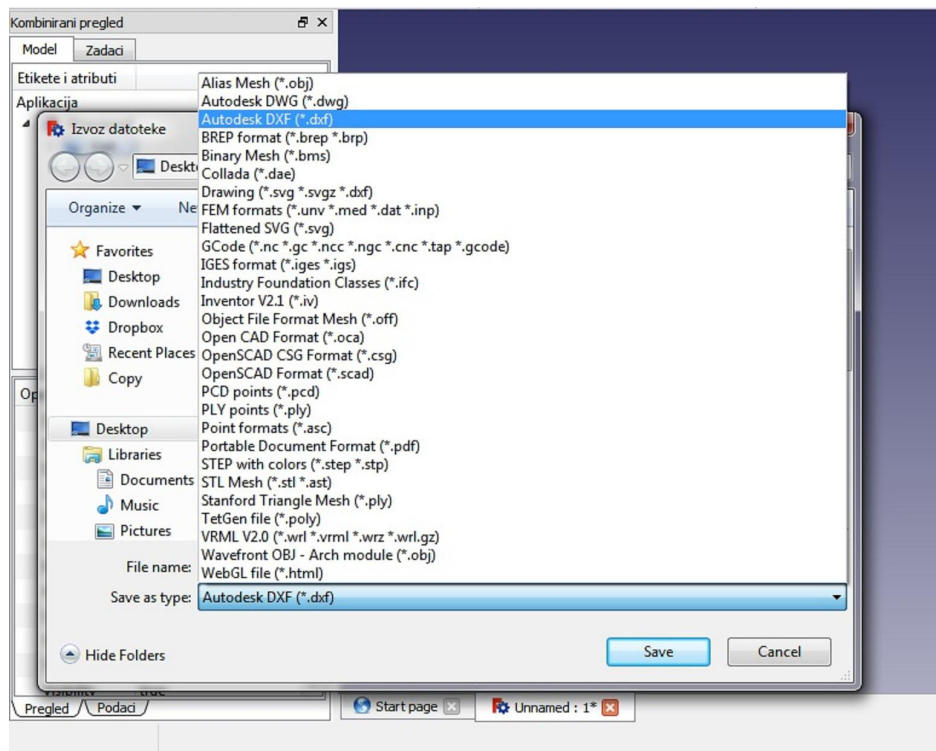 Kombinirani pregled
Model Zadaci
Etikete i atributi
Aplikacija
Izvoz datoteke
Organize
Favorites
Desktop
Downloads
Dropbox
Recent Places
Copy
Desktop
Libraries
Documents
Music
Pictures
Alias Mesh (*.obj)
Autodesk DWG (*.dwg)
Autodesk DXF (*.dxf)
BREP format (*.brep *.brp)
Binary Mesh (*.bms)
Collada (*.dae)
Drawing (*.svg *.svgz *.dxf)
FEM formats (*.unv *.med *.dat *.inp)
Flattened SVG (*.svg)
GCode (*.nc *.gc *.ncc *.ngc *.cnc *.tap *.gcode)
IGES format (*.iges *.igs)
Industry Foundation Classes (*.ifc)
Inventor V2.1 (*.iv)
Object File Format Mesh (*.off)
Open CAD Format (*.oca)
OpenSCAD CSG Format (*.csg)
OpenSCAD Format (*.scad)
PCD points (*.pcd)
PLY points (*.ply)
Point formats (*.asc)
Portable Document Format (*.pdf)
STEP with colors (*.step *.stp)
STL Mesh (*.stl *.ast)
Stanford Triangle Mesh (*.ply)
TetGen file (*.poly)
VRML V2.0 (*.wrl *.vrml *.wrz *.wrl.gz)
Wavefront OBJ - Arch module (*.obj)
WebGL file (*.html)
File name:
Save as type: Autodesk DXF (*.dxf)
Hide Folders
Save Cancel
Pregled Podaci
Start page Unnamed : 1*